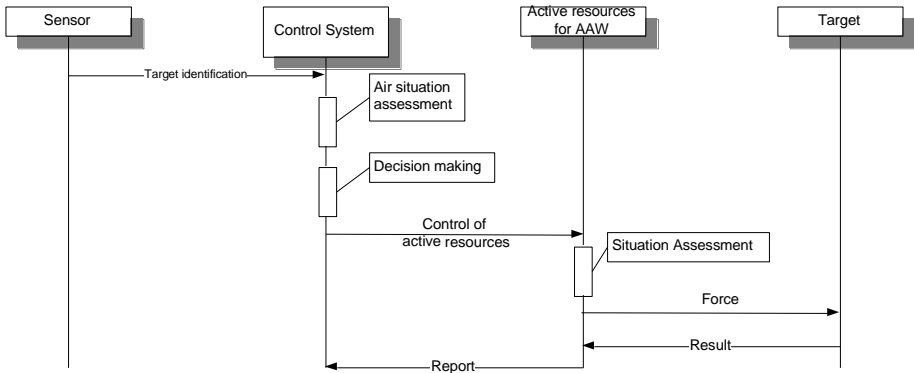 Sensor
Control System
Active resources
for AAW
Target
Target identification
Air situation
assessment
Decision making
Control of
active resources
Situation Assessment
Force
Result
Report